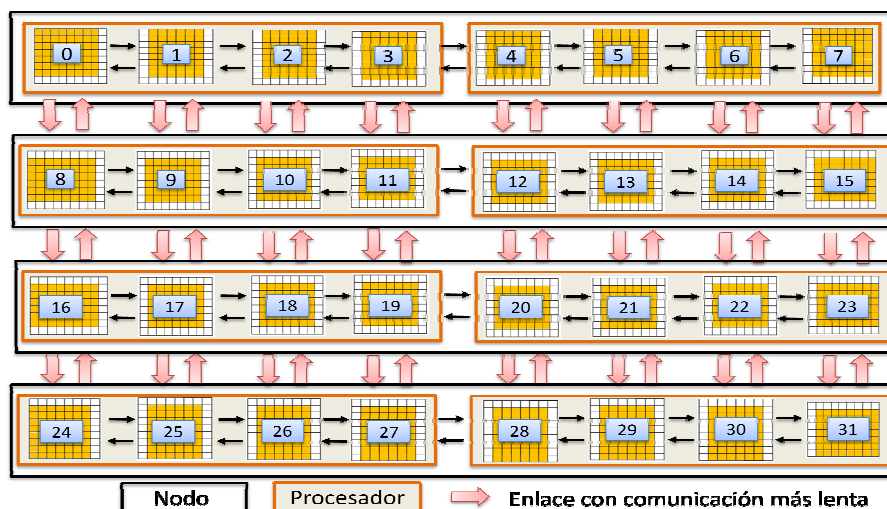 0 1 2 3 4 5 6 7
8 9 10 11 12 13 14 15
16 17 18 19 20 21 22 23
24 25 26 27 28 29 30 31
Nodo Procesador Enlace con comunicación más lenta